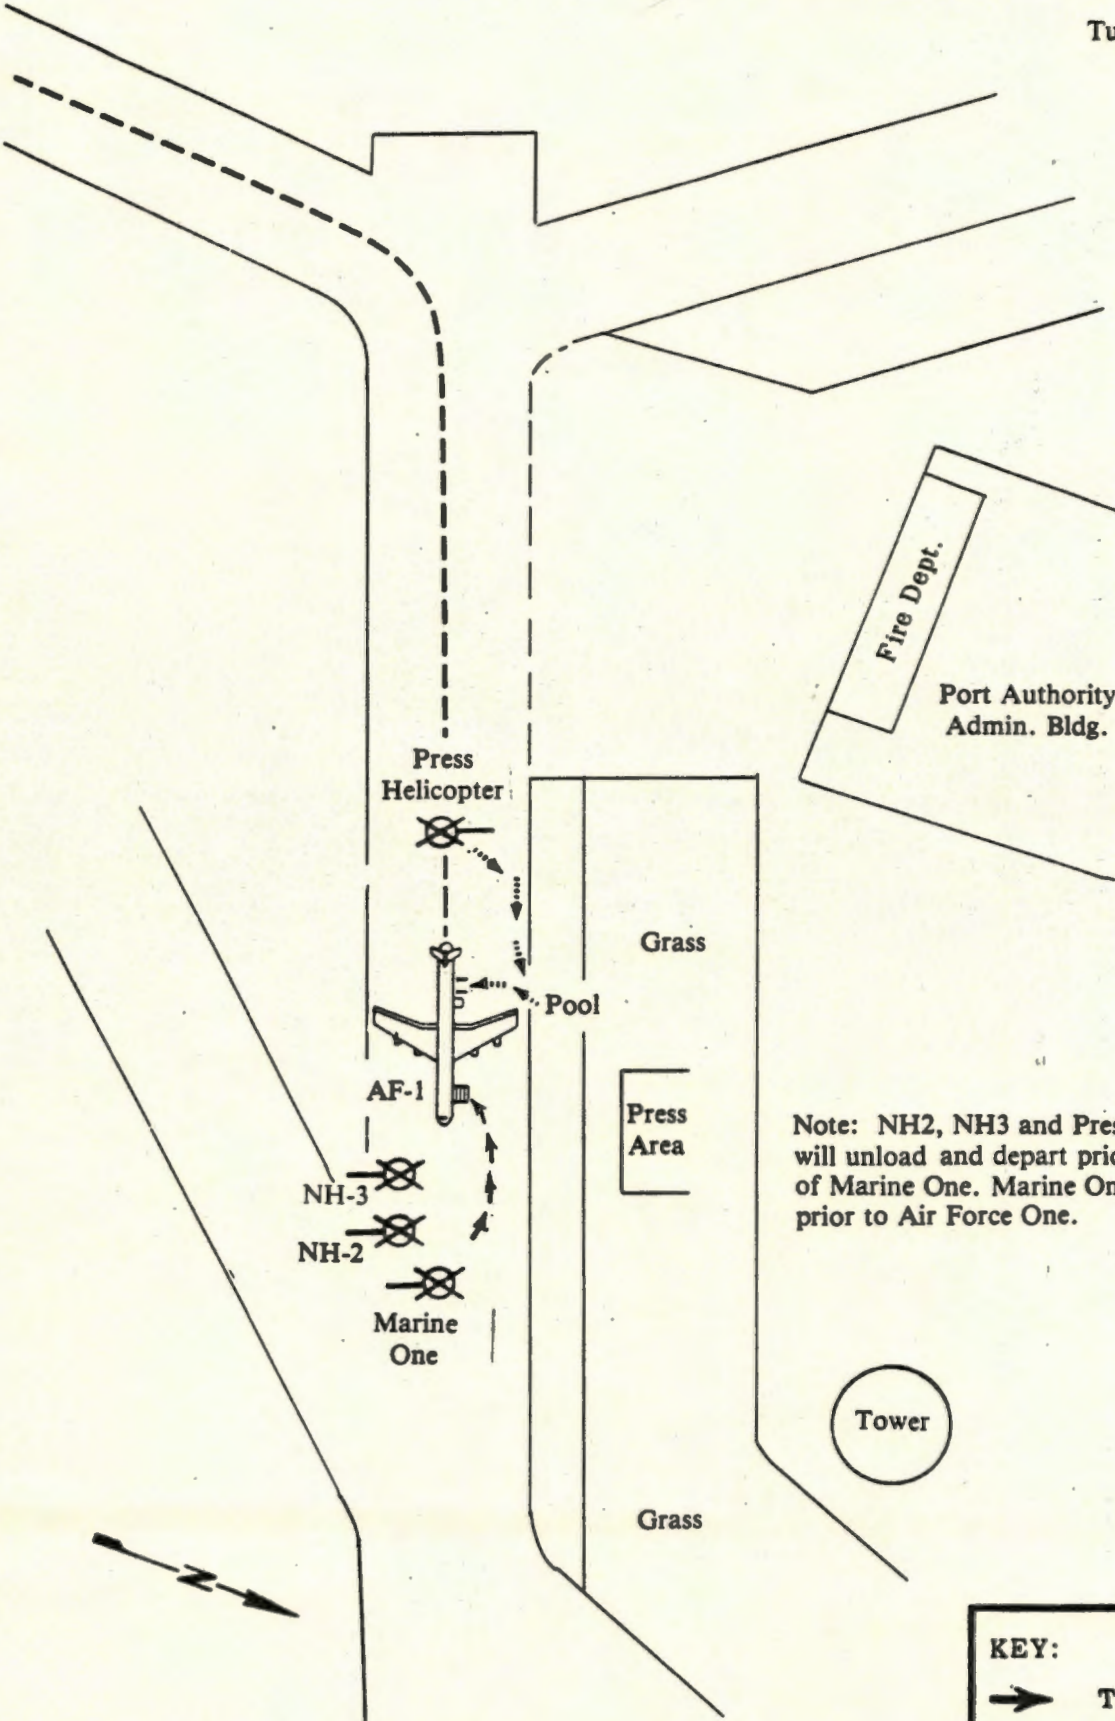 Tu
Fire Dept.
Port Authority
Admin. Bldg.
Press
Helicopter
Grass
Pool
AF-1
Press
Area
Note: NH2, NH3 and Pres
will unload and depart prio
of Marine One. Marine On
prior to Air Force One.
NH-3
NH-2
Marine
One
Tower
Grass
N
KEY:
T